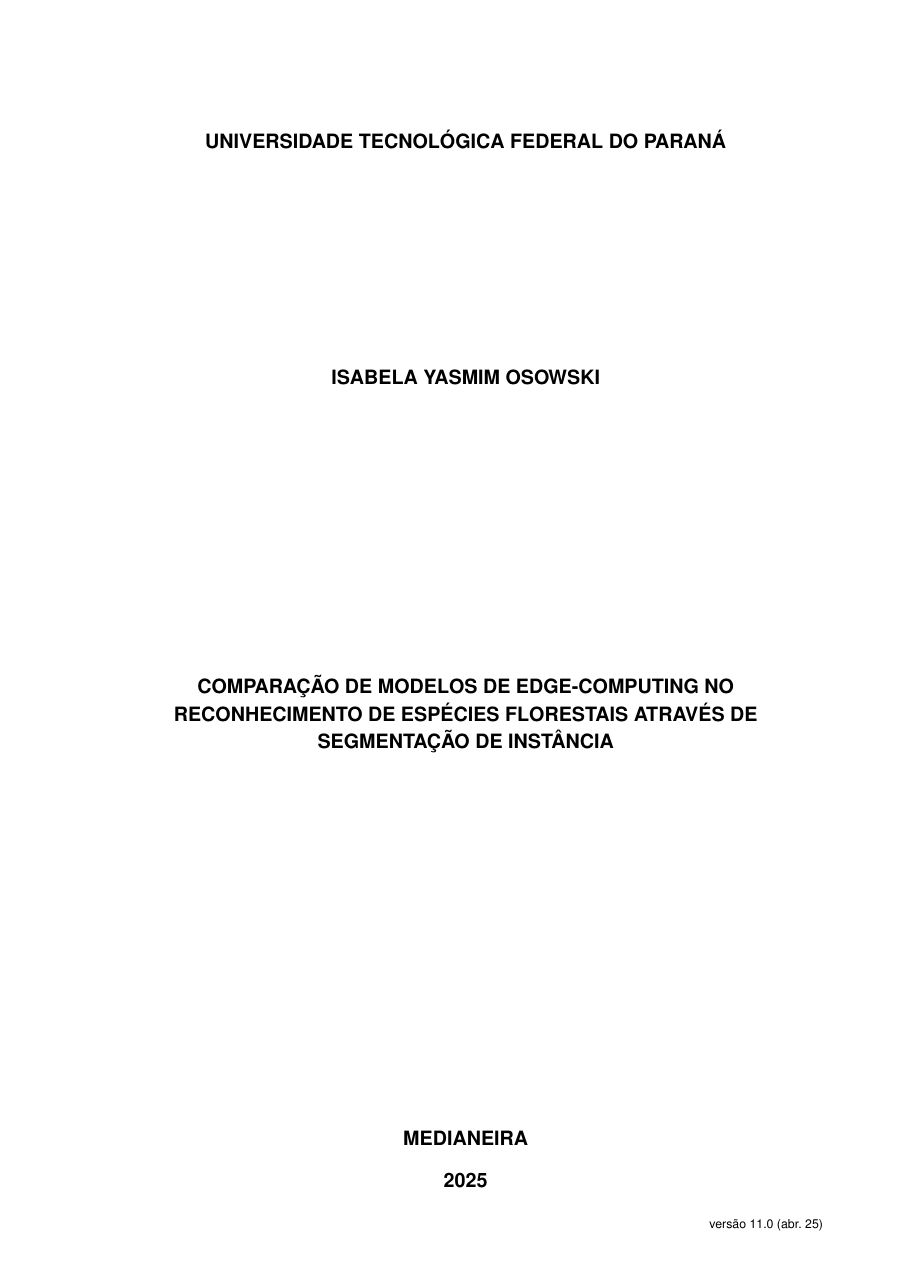 UNIVERSIDADE TECNOLÓGICA FEDERAL DO PARANÁ
ISABELA YASMIM OSOWSKI
COMPARAÇÃO DE MODELOS DE EDGE-COMPUTING NO
RECONHECIMENTO DE ESPÉCIES FLORESTAIS ATRAVÉS DE
SEGMENTAÇÃO DE INSTÂNCIA
MEDIANEIRA
2025
versão 11.0 (abr. 25)